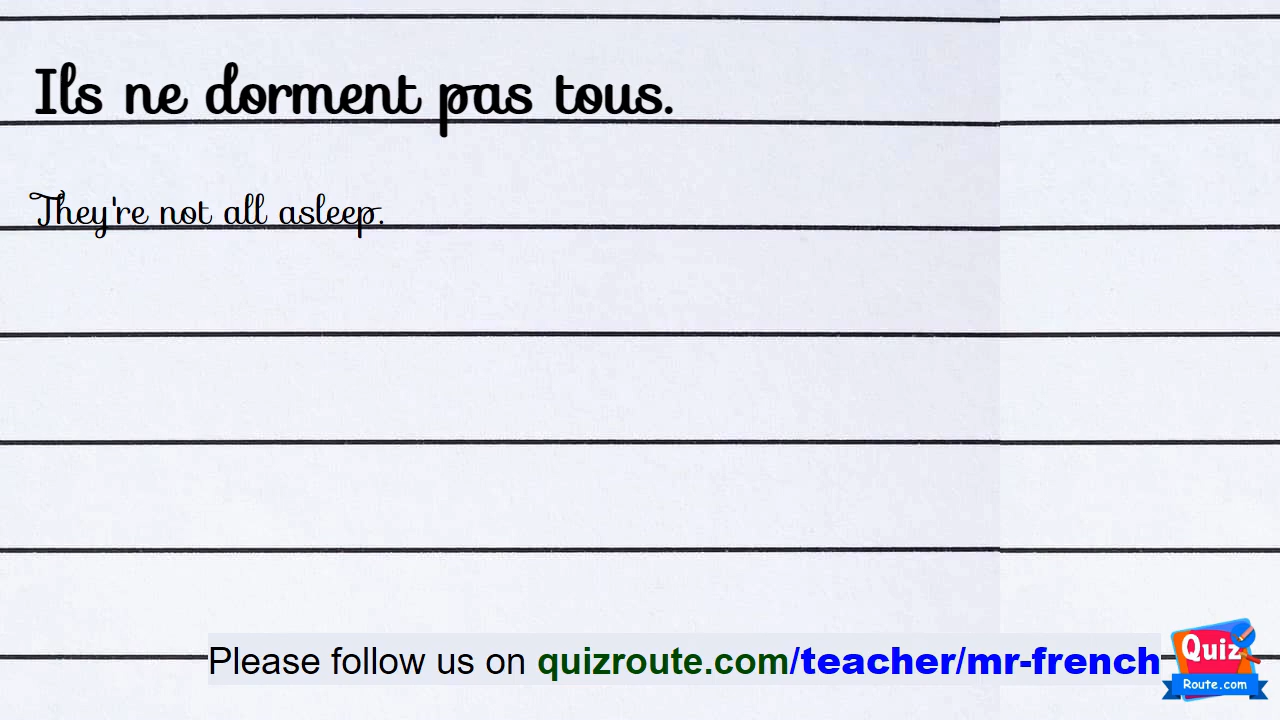 Ils ne dorment pas tous.
They're not all asleep.
Please follow us on quizroute.com/teacher/mr-french
Quiz
Route.com